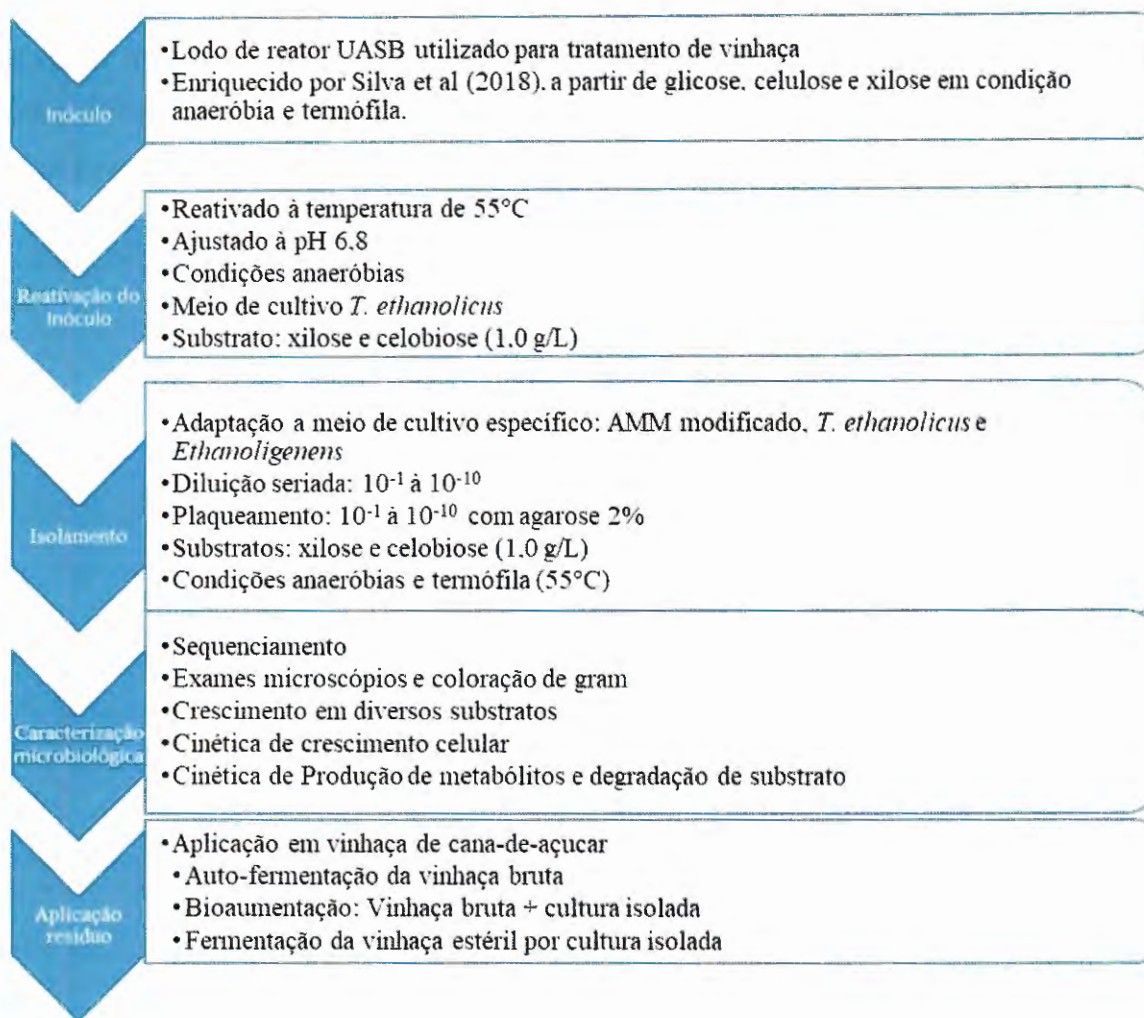 Inóculo
•Lodo de reator UASB utilizado para tratamento de vinhaça
•Enriquecido por Silva et al (2018). a partir de glicose. celulose e xilose em condição
anaeróbia e termófila.
Reativação do
Inóculo
•Reativado à temperatura de 55°C
•Ajustado à pH 6.8
•Condições anaeróbias
•Meio de cultivo T. ethanolicus
•Substrato: xilose e celobiose (1.0 g/L)
Isolamento
•Adaptação a meio de cultivo específico: AMM modificado. T. ethanolicus e
Ethanoligenens
•Diluição seriada: 10⁻¹ à 10⁻¹⁰
•Plaqueamento: 10⁻¹ à 10⁻¹⁰ com agarose 2%
•Substratos: xilose e celobiose (1.0 g/L)
•Condições anaeróbias e termófila (55°C)
Caracterização
microbiológica
•Sequenciamento
•Exames microscópios e coloração de gram
•Crescimento em diversos substratos
•Cinética de crescimento celular
•Cinética de Produção de metabólitos e degradação de substrato
Aplicação
resíduo
•Aplicação em vinhaça de cana-de-açucar
•Auto-fermentação da vinhaça bruta
•Bioaumentação: Vinhaça bruta + cultura isolada
•Fermentação da vinhaça estéril por cultura isolada